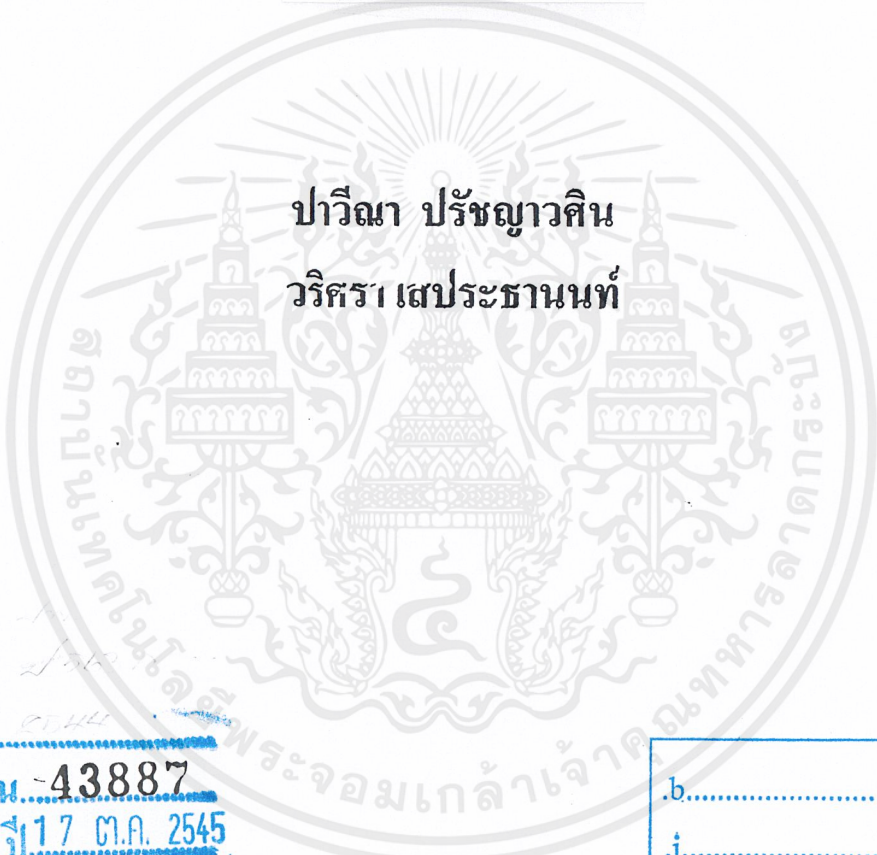 ปาวีณา ปรัชญาวศิน
วริศรา เสประธานนท์
สถาบันเทคโนโลยีพระจอมเกล้าเจ้าคุณทหารลาดกระบัง
๔
น. 43887
ปี 17 ต.ค. 2545
.b
.i